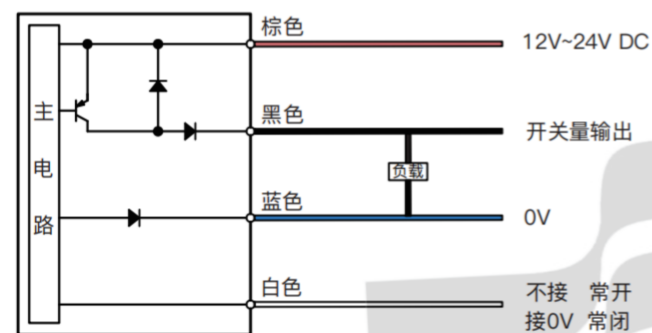 棕色
12V~24V DC
主
电
路
黑色
开关量输出
负载
蓝色
0V
白色
不接 常开
接0V 常闭